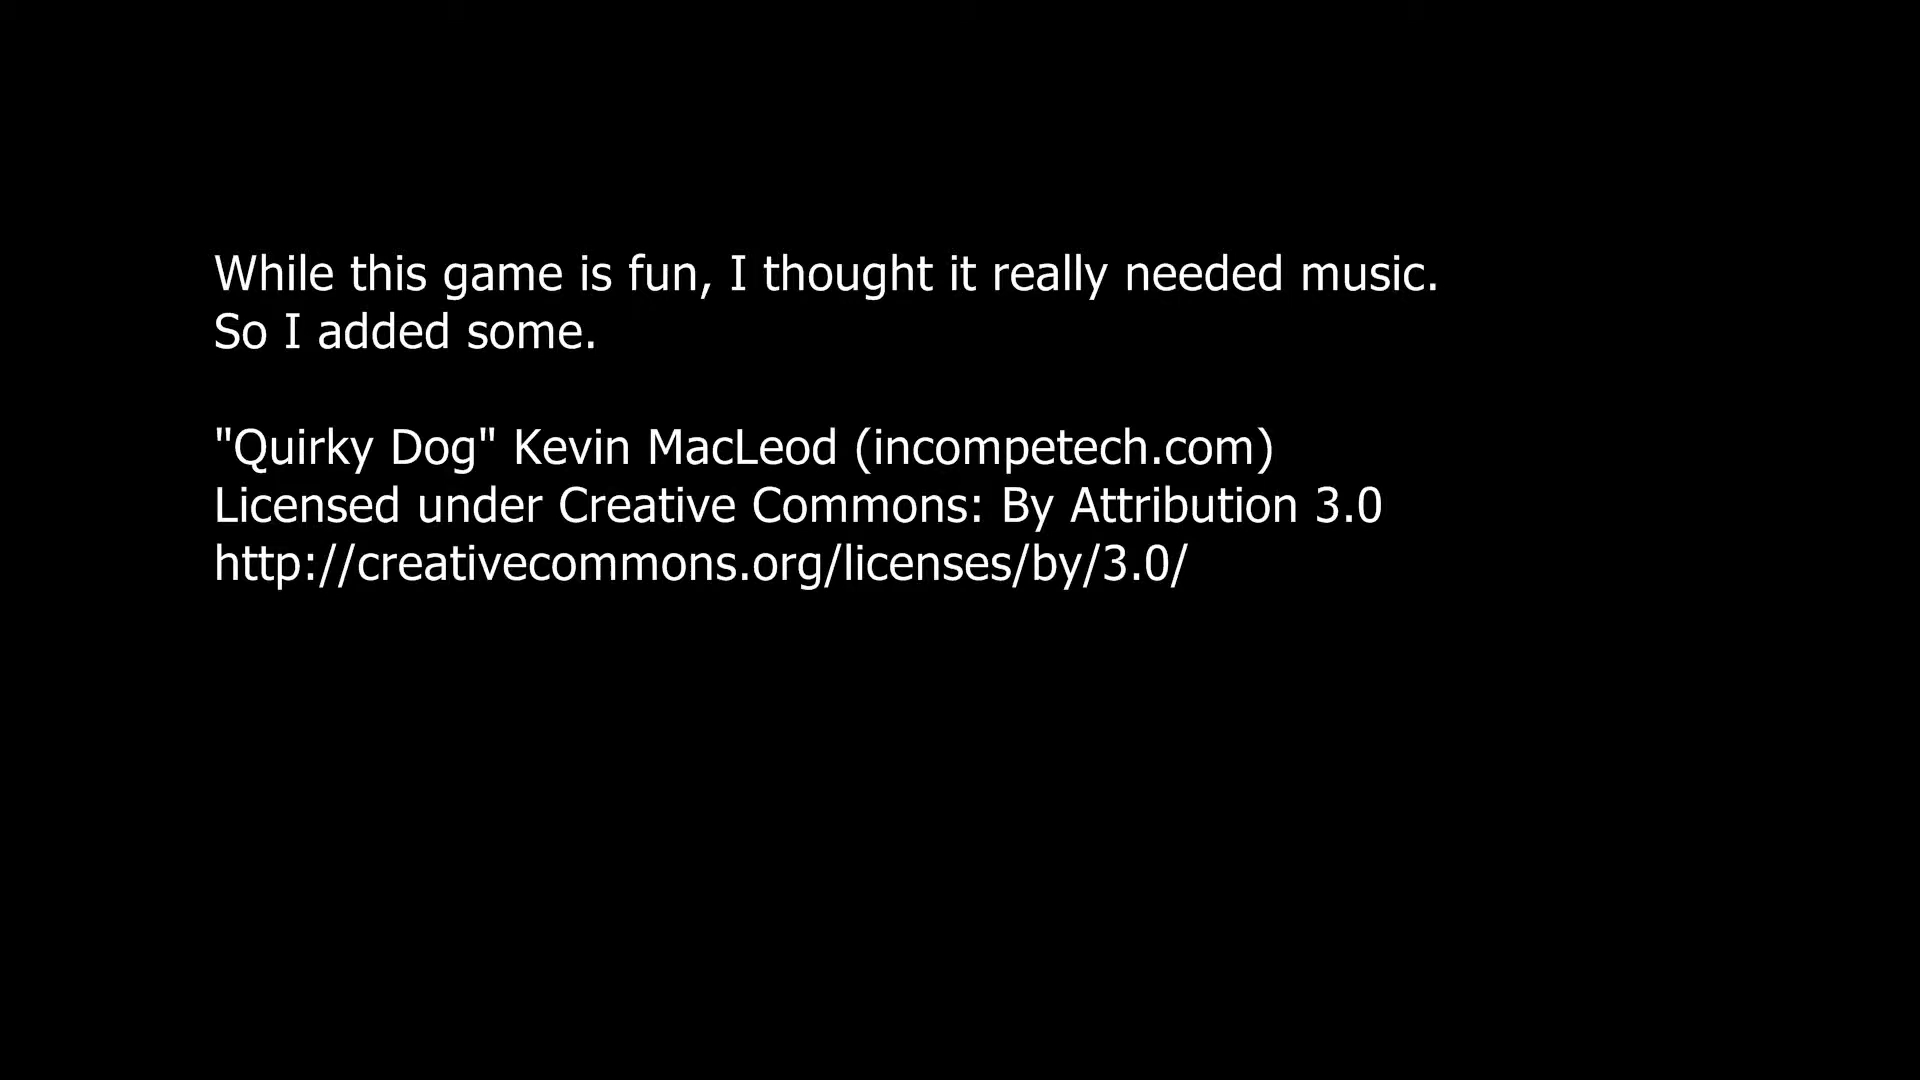 While this game is fun, I thought it really needed music.
So I added some.
"Quirky Dog" Kevin MacLeod (incompetech.com)
Licensed under Creative Commons: By Attribution 3.0
http://creativecommons.org/licenses/by/3.0/